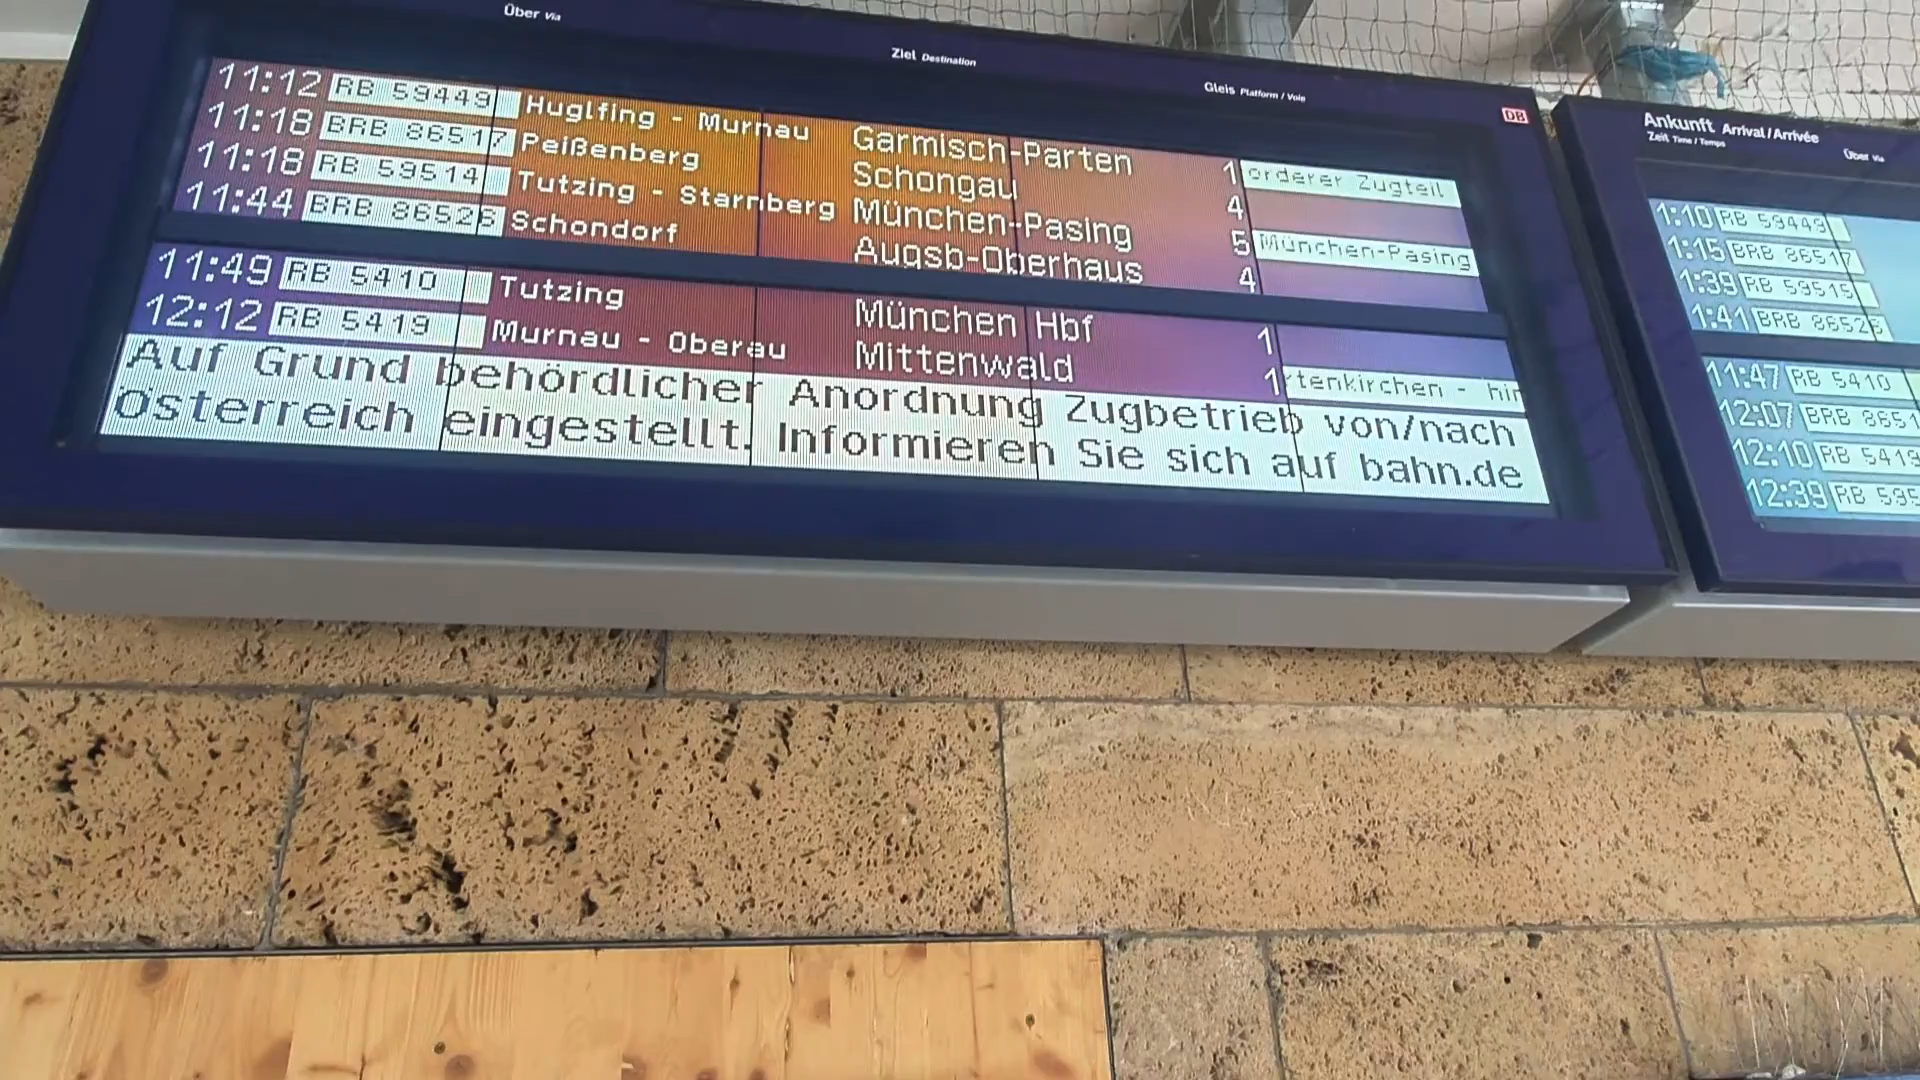 Über Via
Ziel Destination
Gleis Platform / Voie
DB
11:12 RB 59449 Huglfing - Murnau Garmisch-Parten 1 orderer Zugteil
11:18 BRB 86517 Peißenberg Schongau 4
11:18 RB 59514 Tutzing - Starnberg München-Pasing 5 München-Pasing
11:44 BRB 86526 Schondorf Augsb-Oberhaus 4
11:49 RB 5410 Tutzing München Hbf 1
12:12 RB 5419 Murnau - Oberau Mittenwald 1 rtenkirchen - hin
Auf Grund behördlicher Anordnung Zugbetrieb von/nach
Österreich eingestellt. Informieren Sie sich auf bahn.de
Ankunft Arrival/Arrivée
Zeit Time / Temps
Über Via
1:10 RB 59449
1:15 BRB 86517
1:39 RB 59515
1:41 BRB 86528
11:47 RB 5410
12:07 BRB 8651
12:10 RB 5419
12:39 RB 595